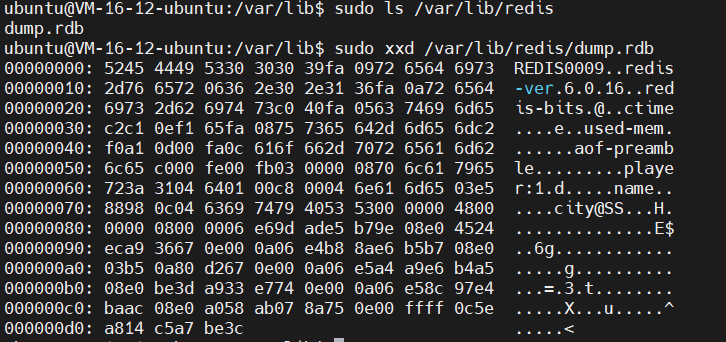 ubuntu@VM-16-12-ubuntu:/var/lib$ sudo ls /var/lib/redis
dump.rdb
ubuntu@VM-16-12-ubuntu:/var/lib$ sudo xxd /var/lib/redis/dump.rdb
00000000: 5245 4449 5330 3030 39fa 0972 6564 6973  REDIS0009..redis
00000010: 2d76 6572 0636 2e30 2e31 36fa 0a72 6564  -ver.6.0.16..red
00000020: 6973 2d62 6974 73c0 40fa 0563 7469 6d65  is-bits.@..ctime
00000030: c2c1 0ef1 65fa 0875 7365 642d 6d65 6dc2  ....e..used-mem.
00000040: f0a1 0d00 fa0c 616f 662d 7072 6561 6d62  ......aof-preamb
00000050: 6c65 c000 fe00 fb03 0000 0870 6c61 7965  le.........playe
00000060: 723a 3104 6401 00c8 0004 6e61 6d65 03e5  r:1.d.....name..
00000070: 8898 0c04 6369 7479 4053 5300 0000 4800  ....city@SS...H.
00000080: 0000 0800 0006 e69d ade5 b79e 08e0 4524  ..............E$
00000090: eca9 3667 0e00 0a06 e4b8 8ae6 b5b7 08e0  ..6g............
000000a0: 03b5 0a80 d267 0e00 0a06 e5a4 a9e6 b4a5  .....g..........
000000b0: 08e0 be3d a933 e774 0e00 0a06 e58c 97e4  ...=.3.t........
000000c0: baac 08e0 a058 ab07 8a75 0e00 ffff 0c5e  .....X...u.....^
000000d0: a814 c5a7 be3c                           .....<